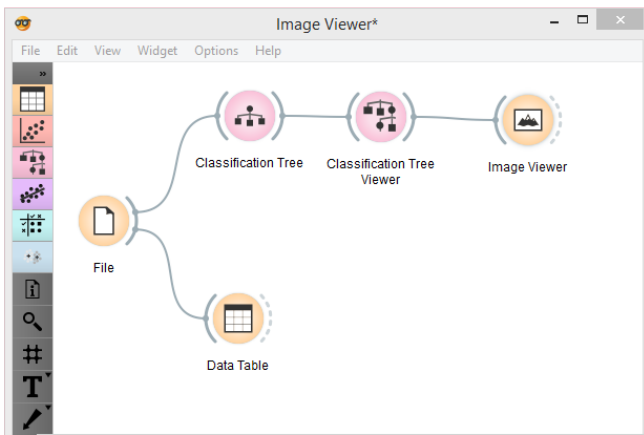 Image Viewer*
File Edit View Widget Options Help
»
Classification Tree
Classification Tree
Viewer
Image Viewer
File
Data Table
T